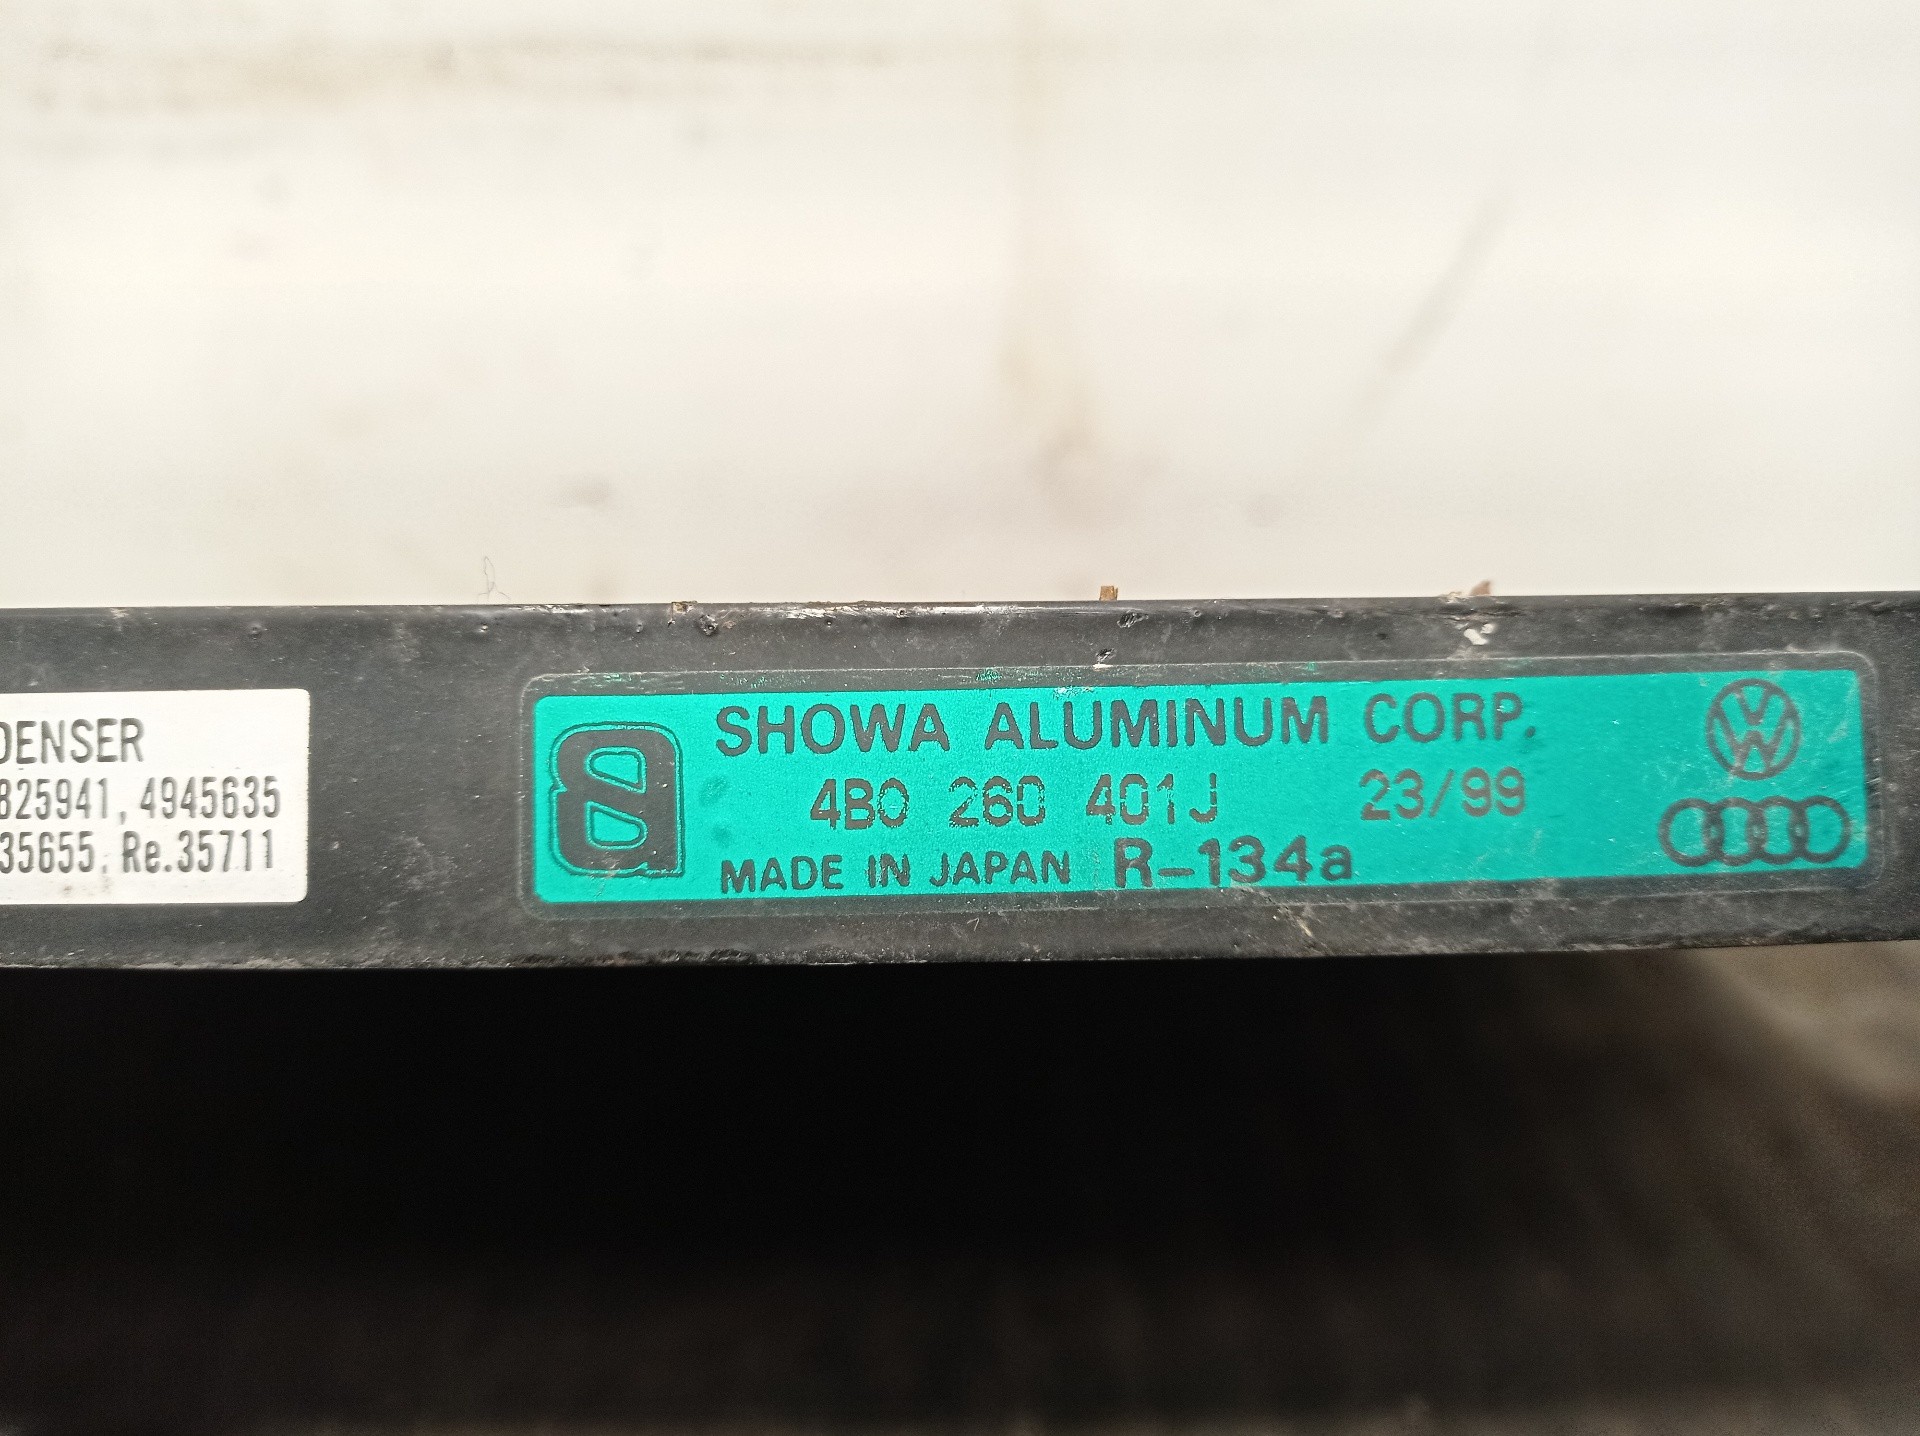 DENSER
825941, 4945635
35655, Re.35711
SHOWA ALUMINUM CORP.
4B0 260 401J 23/99
MADE IN JAPAN R-134a